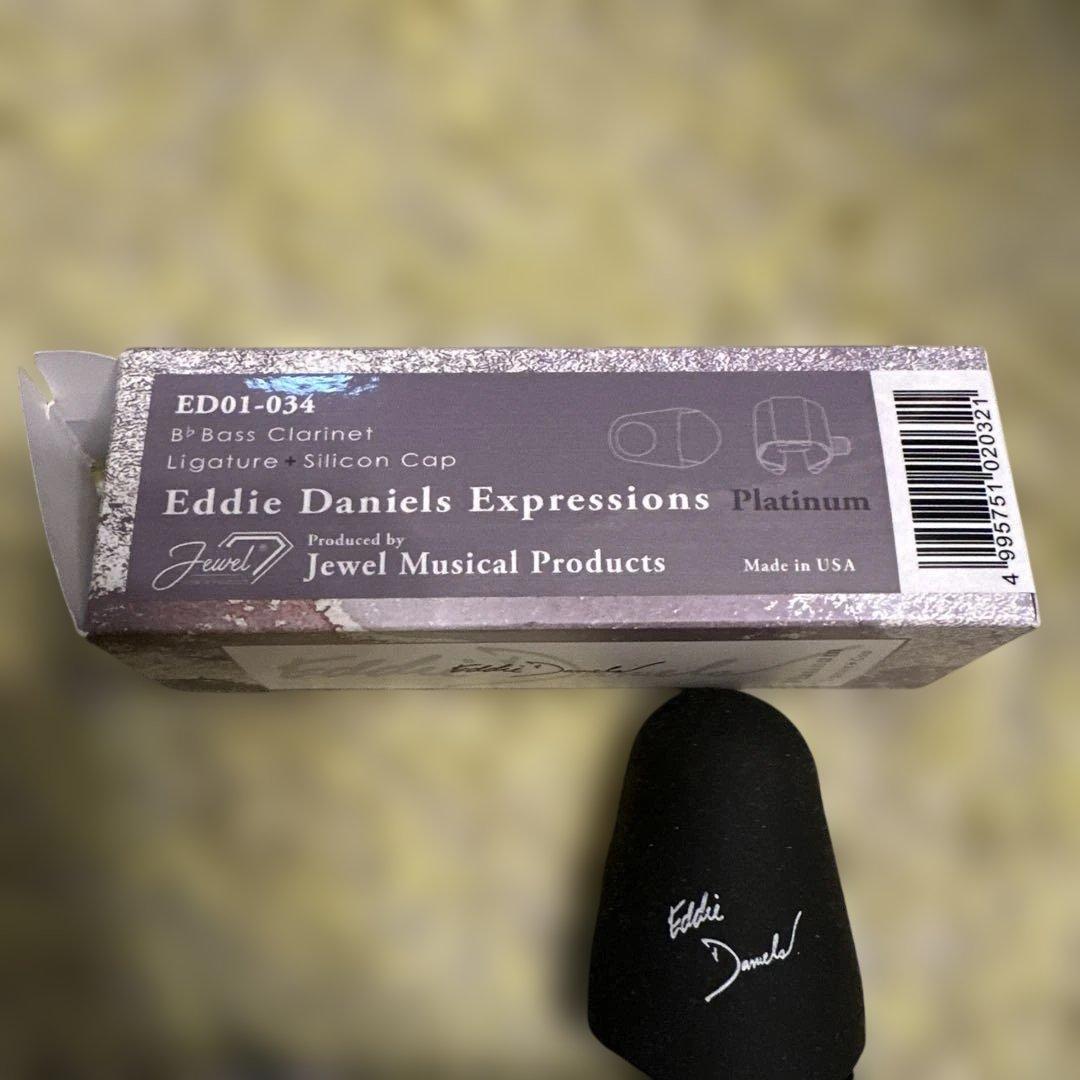 ED01-034
B♭ Bass Clarinet
Ligature + Silicon Cap
Eddie Daniels Expressions Platinum
Jewel
Produced by
Jewel Musical Products
Made in USA
4 995751 020321
Eddie Daniels
Eddie
Daniels